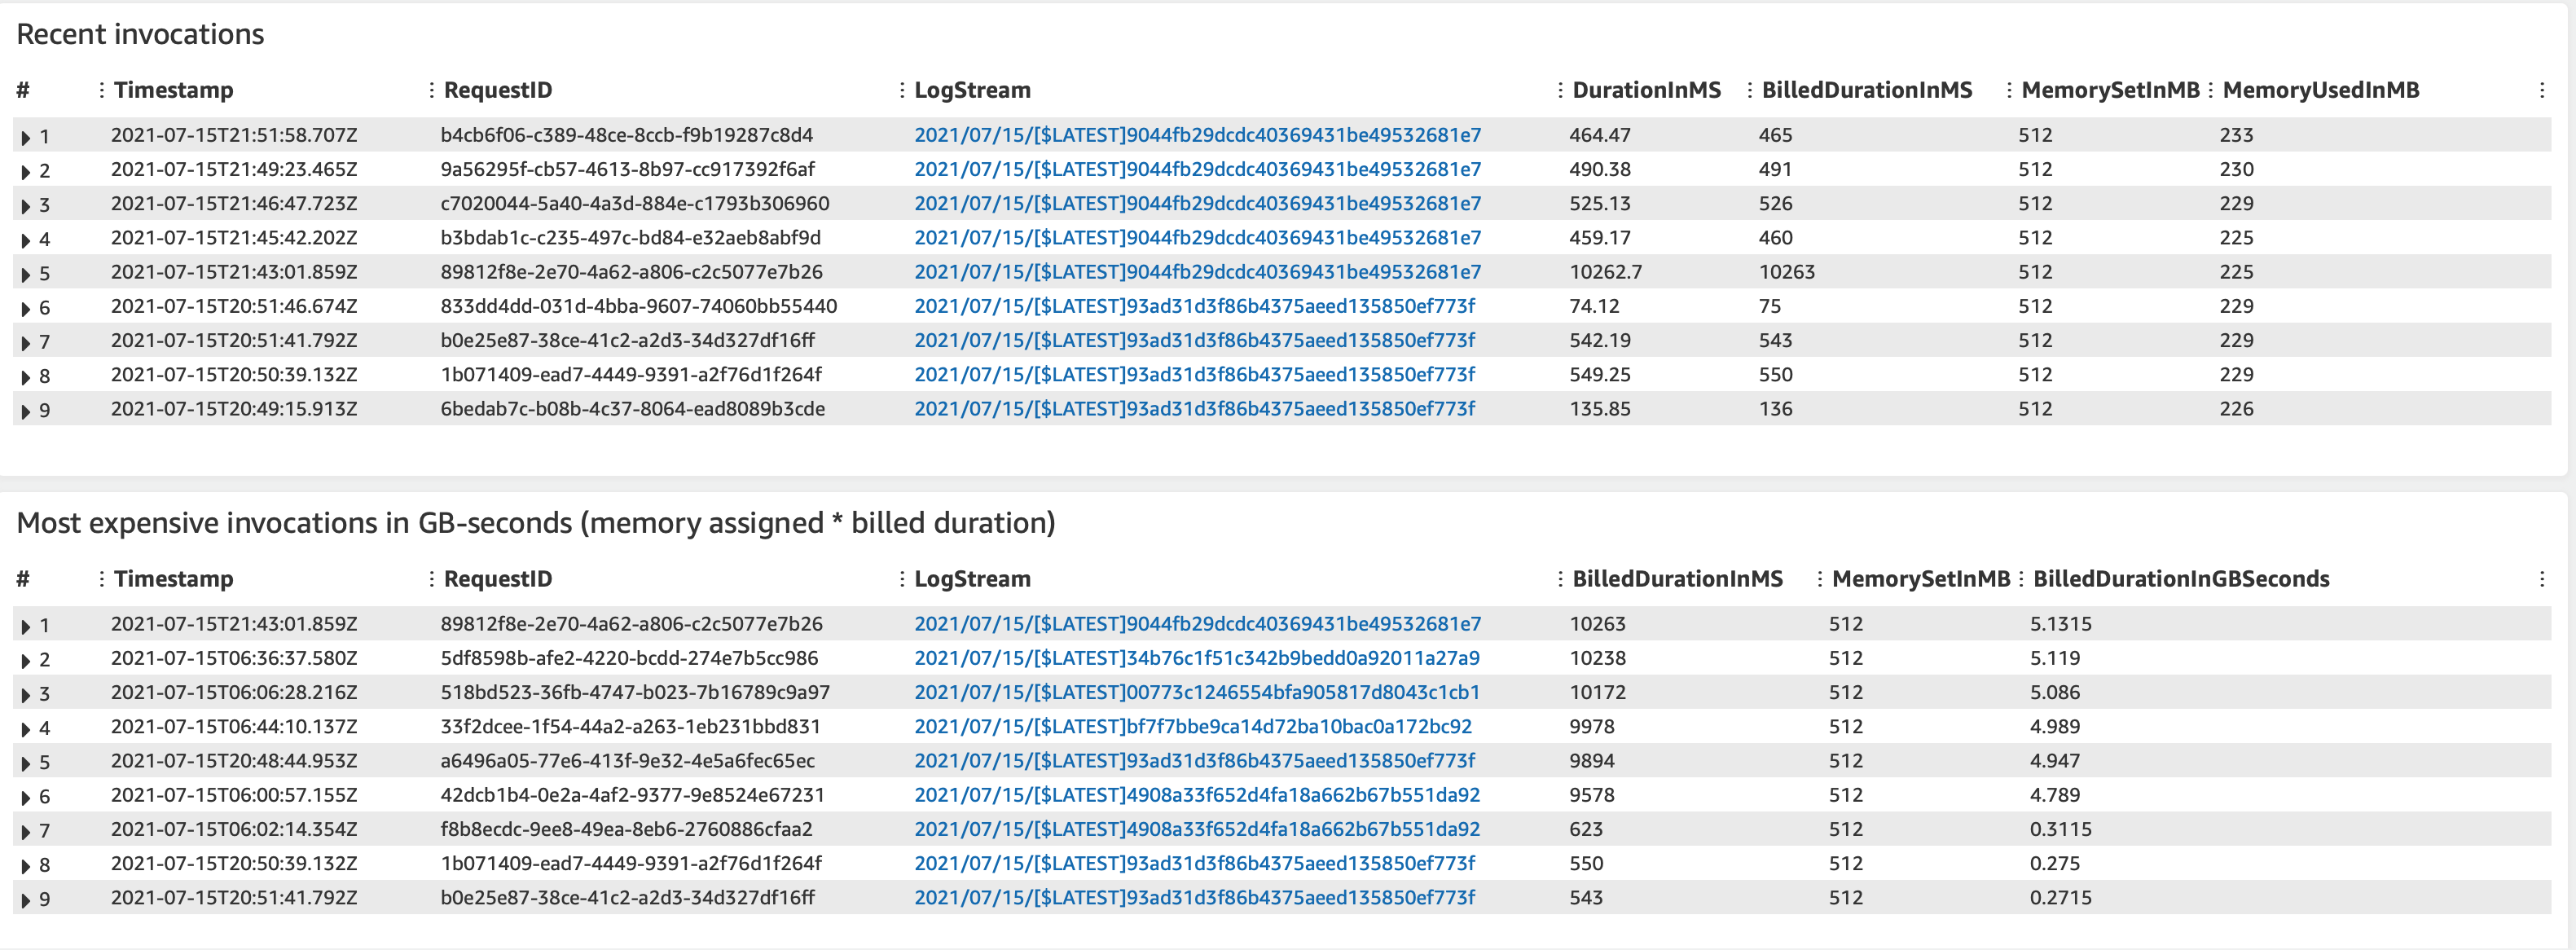 Recent invocations
# Timestamp RequestID LogStream DurationInMS BilledDurationInMS MemorySetInMB MemoryUsedInMB
1 2021-07-15T21:51:58.707Z b4cb6f06-c389-48ce-8ccb-f9b19287c8d4 2021/07/15/[$LATEST]9044fb29dcdc40369431be49532681e7 464.47 465 512 233
2 2021-07-15T21:49:23.465Z 9a56295f-cb57-4613-8b97-cc917392f6af 2021/07/15/[$LATEST]9044fb29dcdc40369431be49532681e7 490.38 491 512 230
3 2021-07-15T21:46:47.723Z c7020044-5a40-4a3d-884e-c1793b306960 2021/07/15/[$LATEST]9044fb29dcdc40369431be49532681e7 525.13 526 512 229
4 2021-07-15T21:45:42.202Z b3bdab1c-c235-497c-bd84-e32aeb8abf9d 2021/07/15/[$LATEST]9044fb29dcdc40369431be49532681e7 459.17 460 512 225
5 2021-07-15T21:43:01.859Z 89812f8e-2e70-4a62-a806-c2c5077e7b26 2021/07/15/[$LATEST]9044fb29dcdc40369431be49532681e7 10262.7 10263 512 225
6 2021-07-15T20:51:46.674Z 833dd4dd-031d-4bba-9607-74060bb55440 2021/07/15/[$LATEST]93ad31d3f86b4375aeed135850ef773f 74.12 75 512 229
7 2021-07-15T20:51:41.792Z b0e25e87-38ce-41c2-a2d3-34d327df16ff 2021/07/15/[$LATEST]93ad31d3f86b4375aeed135850ef773f 542.19 543 512 229
8 2021-07-15T20:50:39.132Z 1b071409-ead7-4449-9391-a2f76d1f264f 2021/07/15/[$LATEST]93ad31d3f86b4375aeed135850ef773f 549.25 550 512 229
9 2021-07-15T20:49:15.913Z 6bedab7c-b08b-4c37-8064-ead8089b3cde 2021/07/15/[$LATEST]93ad31d3f86b4375aeed135850ef773f 135.85 136 512 226
Most expensive invocations in GB-seconds (memory assigned * billed duration)
# Timestamp RequestID LogStream BilledDurationInMS MemorySetInMB BilledDurationInGBSeconds
1 2021-07-15T21:43:01.859Z 89812f8e-2e70-4a62-a806-c2c5077e7b26 2021/07/15/[$LATEST]9044fb29dcdc40369431be49532681e7 10263 512 5.1315
2 2021-07-15T06:36:37.580Z 5df8598b-afe2-4220-bcdd-274e7b5cc986 2021/07/15/[$LATEST]34b76c1f51c342b9bedd0a92011a27a9 10238 512 5.119
3 2021-07-15T06:06:28.216Z 518bd523-36fb-4747-b023-7b16789c9a97 2021/07/15/[$LATEST]00773c1246554bfa905817d8043c1cb1 10172 512 5.086
4 2021-07-15T06:44:10.137Z 33f2dcee-1f54-44a2-a263-1eb231bbd831 2021/07/15/[$LATEST]bf7f7bbe9ca14d72ba10bac0a172bc92 9978 512 4.989
5 2021-07-15T20:48:44.953Z a6496a05-77e6-413f-9e32-4e5a6fec65ec 2021/07/15/[$LATEST]93ad31d3f86b4375aeed135850ef773f 9894 512 4.947
6 2021-07-15T06:00:57.155Z 42dcb1b4-0e2a-4af2-9377-9e8524e67231 2021/07/15/[$LATEST]4908a33f652d4fa18a662b67b551da92 9578 512 4.789
7 2021-07-15T06:02:14.354Z f8b8ecdc-9ee8-49ea-8eb6-2760886cfaa2 2021/07/15/[$LATEST]4908a33f652d4fa18a662b67b551da92 623 512 0.3115
8 2021-07-15T20:50:39.132Z 1b071409-ead7-4449-9391-a2f76d1f264f 2021/07/15/[$LATEST]93ad31d3f86b4375aeed135850ef773f 550 512 0.275
9 2021-07-15T20:51:41.792Z b0e25e87-38ce-41c2-a2d3-34d327df16ff 2021/07/15/[$LATEST]93ad31d3f86b4375aeed135850ef773f 543 512 0.2715